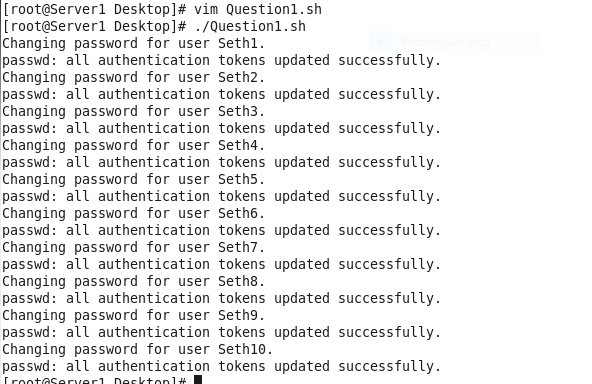 [root@Server1 Desktop]# vim Question1.sh
[root@Server1 Desktop]# ./Question1.sh
Changing password for user Seth1.
passwd: all authentication tokens updated successfully.
Changing password for user Seth2.
passwd: all authentication tokens updated successfully.
Changing password for user Seth3.
passwd: all authentication tokens updated successfully.
Changing password for user Seth4.
passwd: all authentication tokens updated successfully.
Changing password for user Seth5.
passwd: all authentication tokens updated successfully.
Changing password for user Seth6.
passwd: all authentication tokens updated successfully.
Changing password for user Seth7.
passwd: all authentication tokens updated successfully.
Changing password for user Seth8.
passwd: all authentication tokens updated successfully.
Changing password for user Seth9.
passwd: all authentication tokens updated successfully.
Changing password for user Seth10.
passwd: all authentication tokens updated successfully.
[root@Server1 Desktop]#